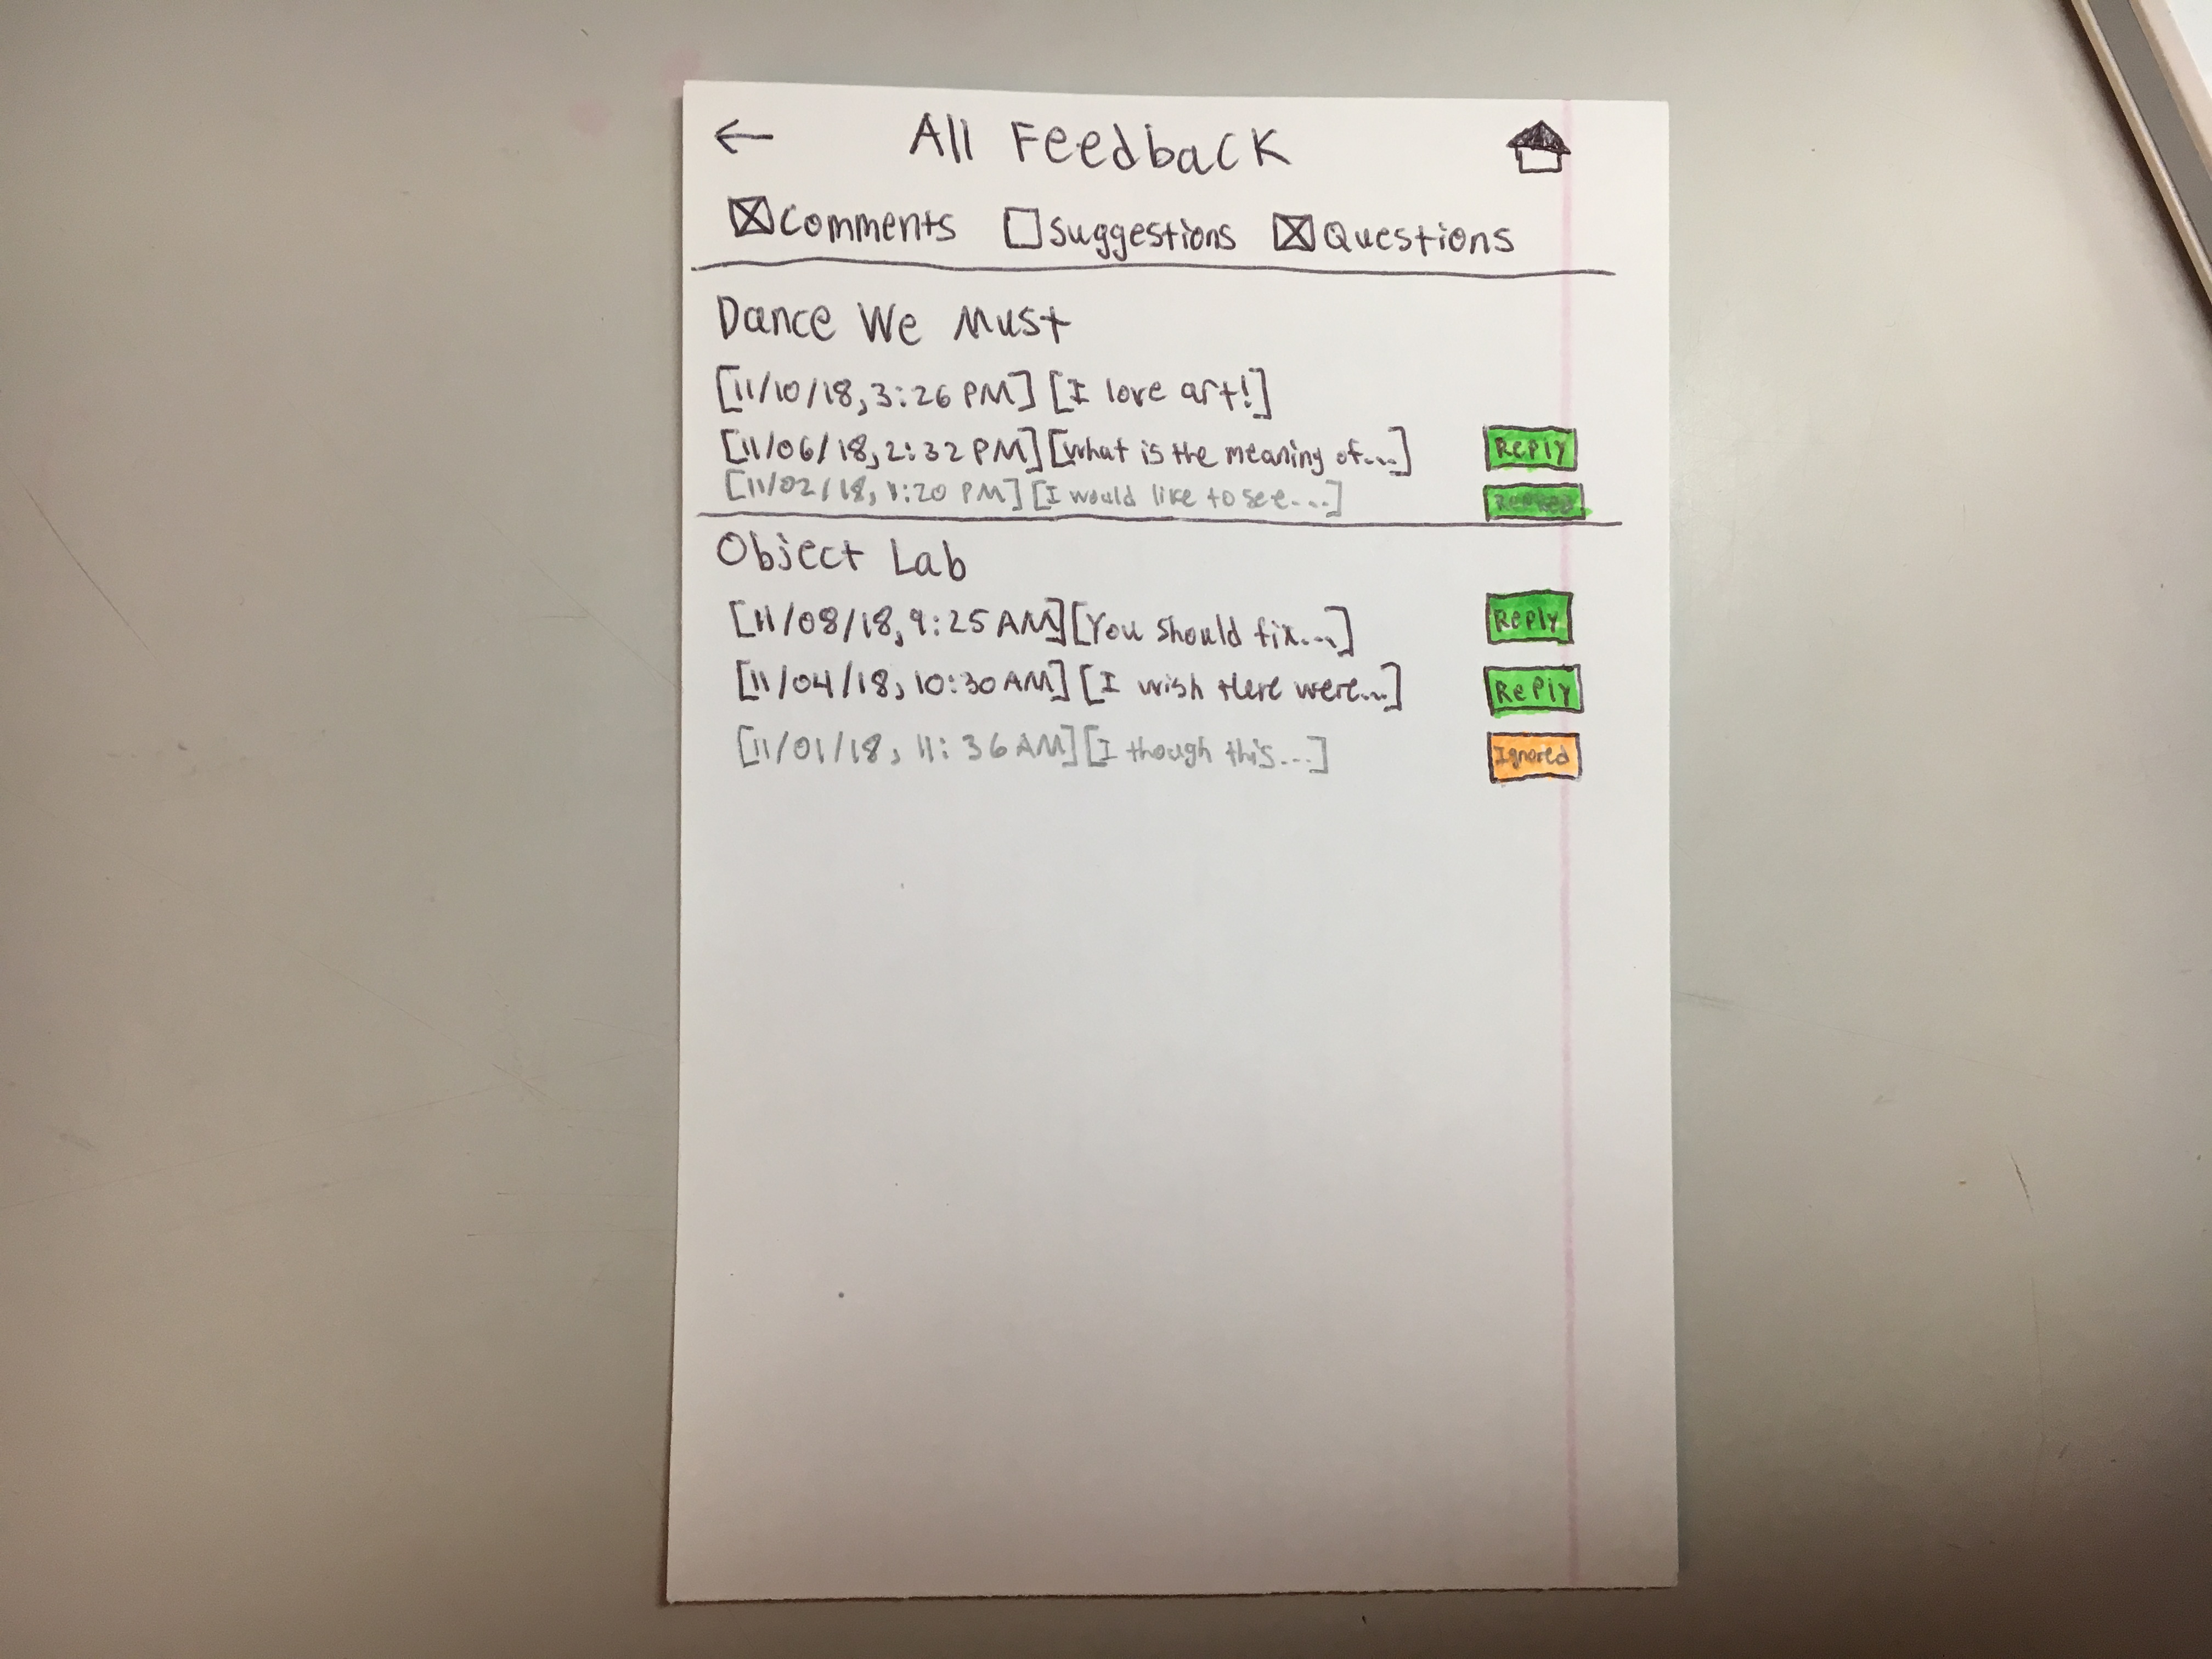 All Feedback
Comments Suggestions Questions
Dance We Must
[11/10/18, 3:26 PM] [I love art!]
[11/06/18, 2:32 PM] [what is the meaning of...] Reply
[11/02/18, 1:20 PM] [I would like to see...]
Object Lab
[11/08/18, 9:25 AM] [You should fix...] Reply
[11/04/18, 10:30 AM] [I wish there were...] Reply
[11/01/18, 11:36 AM] [I though this...] Ignored